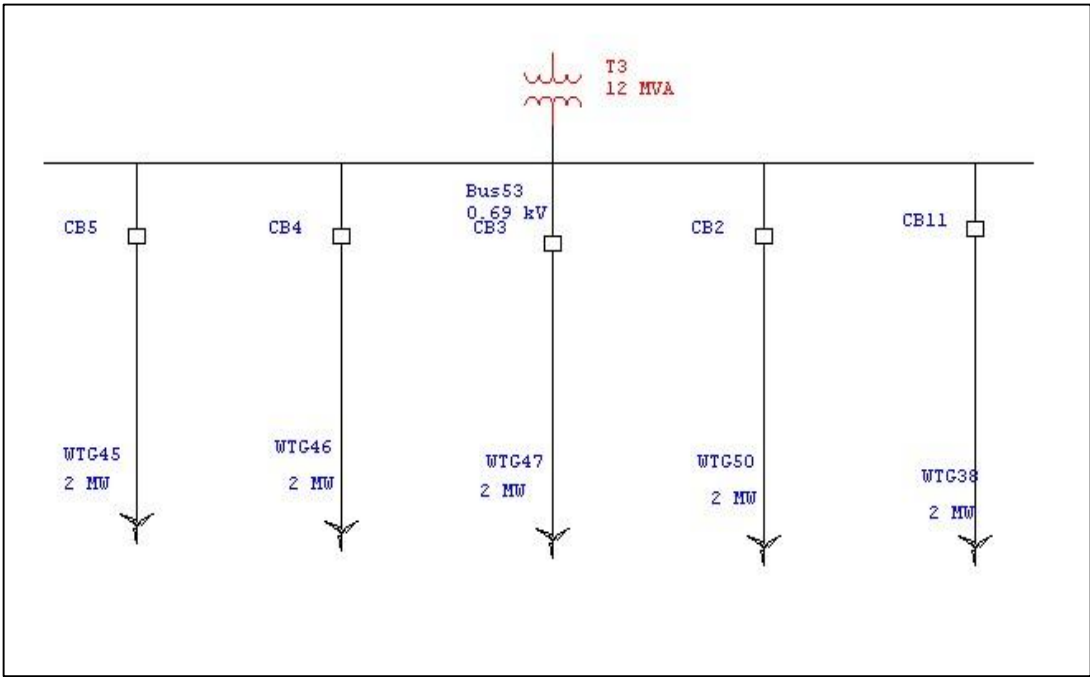 T3
12 MVA
Bus53
0.69 kV
CB5
CB4
CB3
CB2
CB11
WTG45
2 MW
WTG46
2 MW
WTG47
2 MW
WTG50
2 MW
WTG38
2 MW